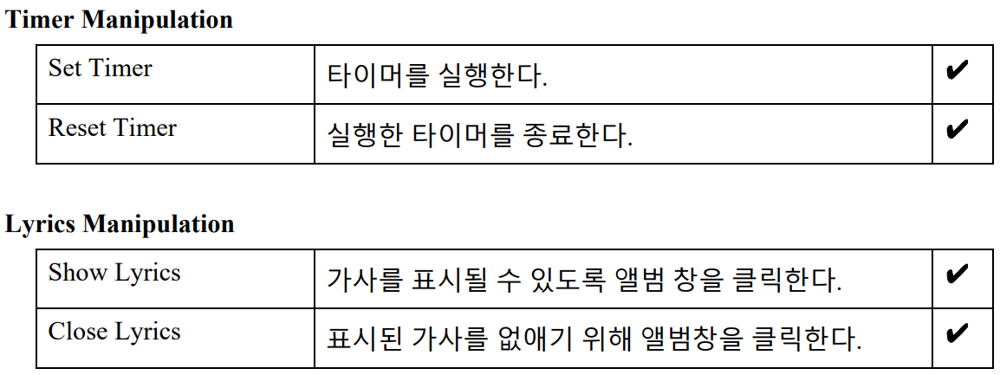 Timer Manipulation
Set Timer 타이머를 실행한다. ✔
Reset Timer 실행한 타이머를 종료한다. ✔
Lyrics Manipulation
Show Lyrics 가사를 표시될 수 있도록 앨범 창을 클릭한다. ✔
Close Lyrics 표시된 가사를 없애기 위해 앨범창을 클릭한다. ✔